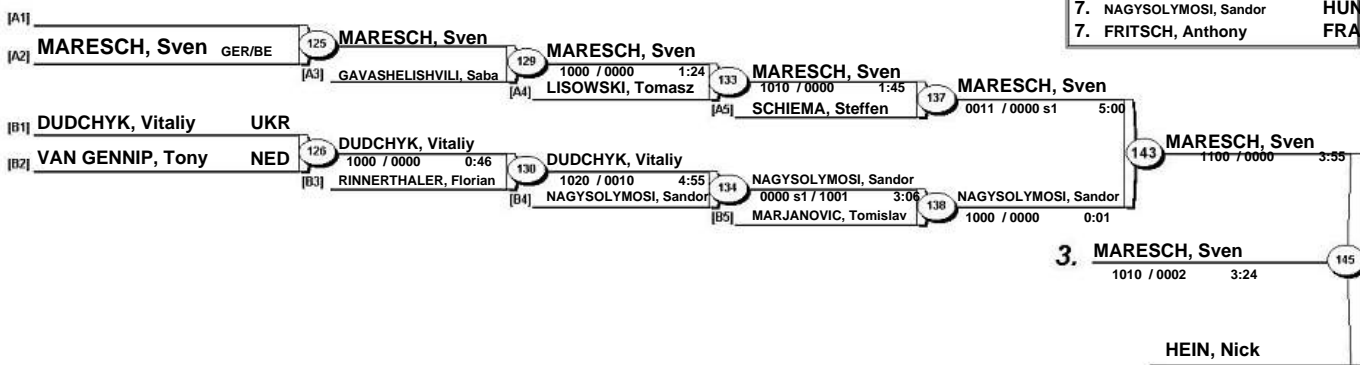 7. NAGYSOLYMOSI, Sandor HUN
7. FRITSCH, Anthony FRA
[A1]
[A2] MARESCH, Sven GER/BE
125
MARESCH, Sven
[A3] GAVASHELISHVILI, Saba
129
MARESCH, Sven
1000 / 0000 1:24
[A4] LISOWSKI, Tomasz
133
MARESCH, Sven
1010 / 0000 1:45
[A5] SCHIEMA, Steffen
137
MARESCH, Sven
0011 / 0000 s1 5:00
[B1] DUDCHYK, Vitaliy UKR
[B2] VAN GENNIP, Tony NED
126
DUDCHYK, Vitaliy
1000 / 0000 0:46
[B3] RINNERTHALER, Florian
130
DUDCHYK, Vitaliy
1020 / 0010 4:55
[B4] NAGYSOLYMOSI, Sandor
134
NAGYSOLYMOSI, Sandor
0000 s1 / 1001 3:06
[B5] MARJANOVIC, Tomislav
138
NAGYSOLYMOSI, Sandor
1000 / 0000 0:01
143
MARESCH, Sven
1100 / 0000 3:55
3. MARESCH, Sven
1010 / 0002 3:24
145
HEIN, Nick